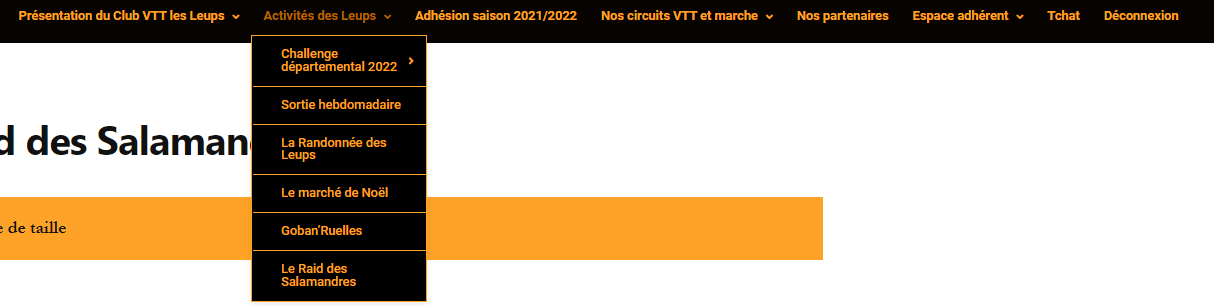 Présentation du Club VTT les Leups Activités des Leups Adhésion saison 2021/2022 Nos circuits VTT et marche Nos partenaires Espace adhérent Tchat Déconnexion
Challenge
départemental 2022
Sortie hebdomadaire
La Randonnée des
Leups
Le marché de Noël
Goban’Ruelles
Le Raid des
Salamandres
des Salaman
de taille